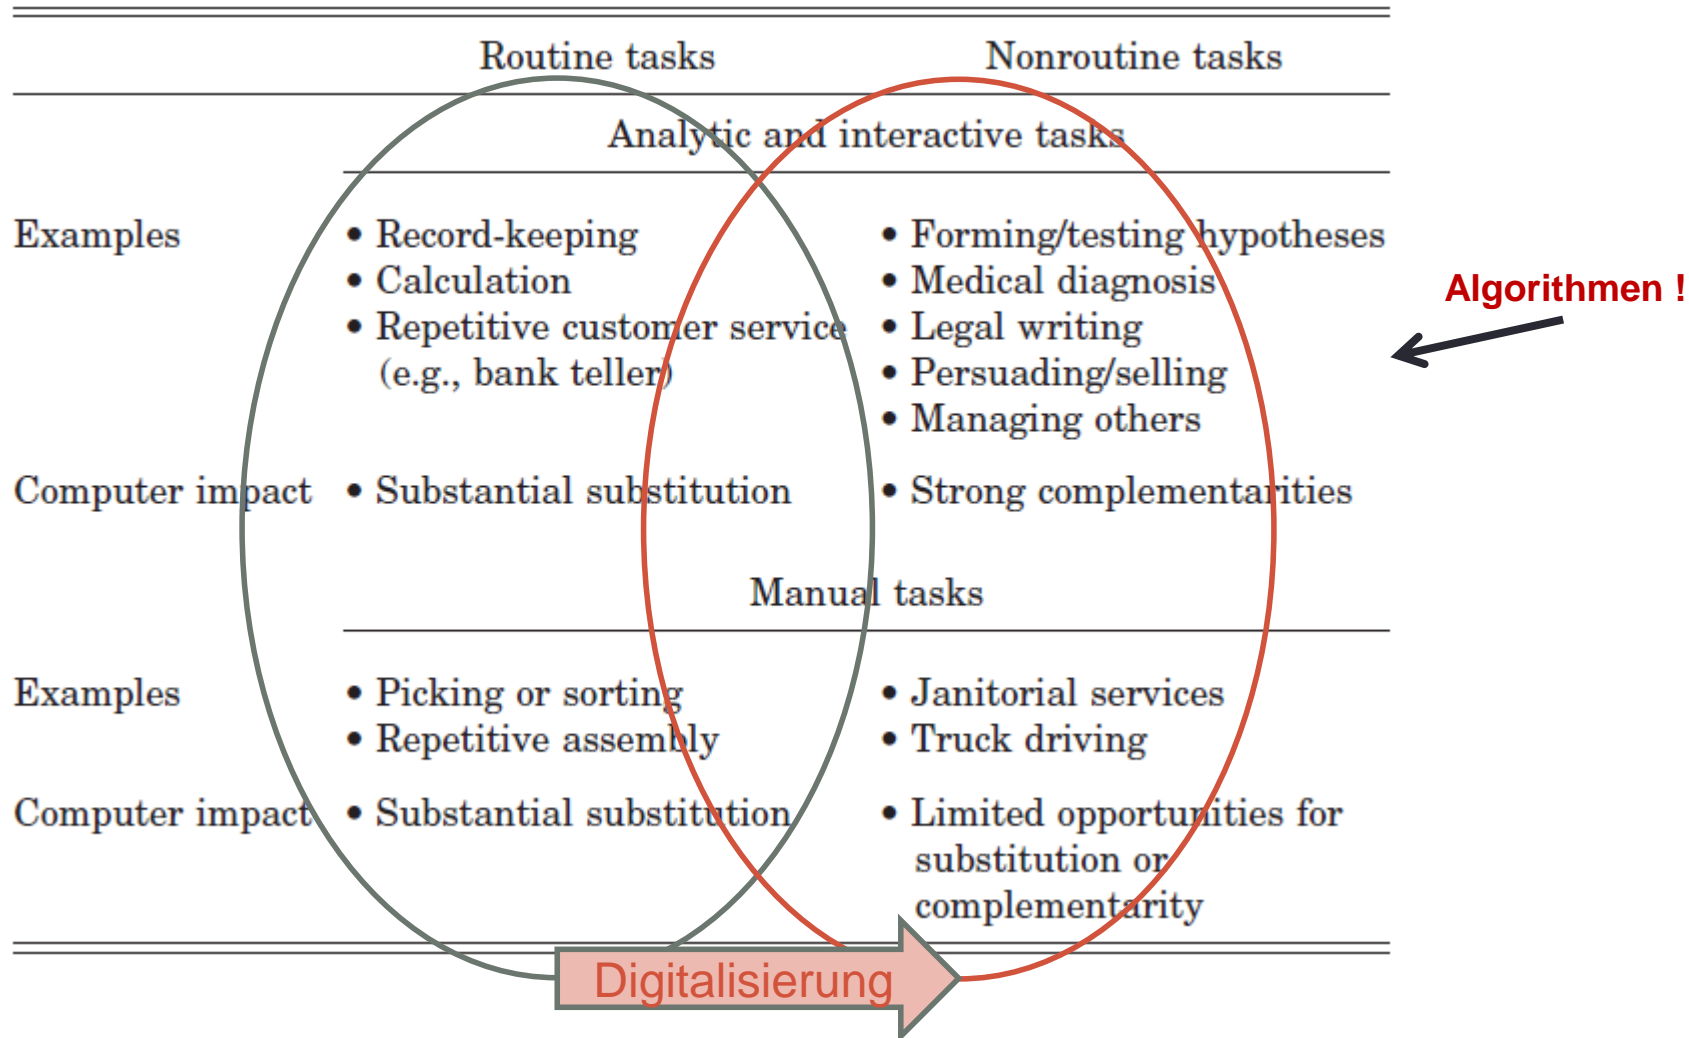 Routine tasks Nonroutine tasks
Analytic and interactive tasks
Examples • Record-keeping • Forming/testing hypotheses
• Calculation • Medical diagnosis
Algorithmen !
• Repetitive customer service • Legal writing
(e.g., bank teller) • Persuading/selling
• Managing others
Computer impact • Substantial substitution • Strong complementarities
Manual tasks
Examples • Picking or sorting • Janitorial services
• Repetitive assembly • Truck driving
Computer impact • Substantial substitution • Limited opportunities for
substitution or
complementarity
Digitalisierung